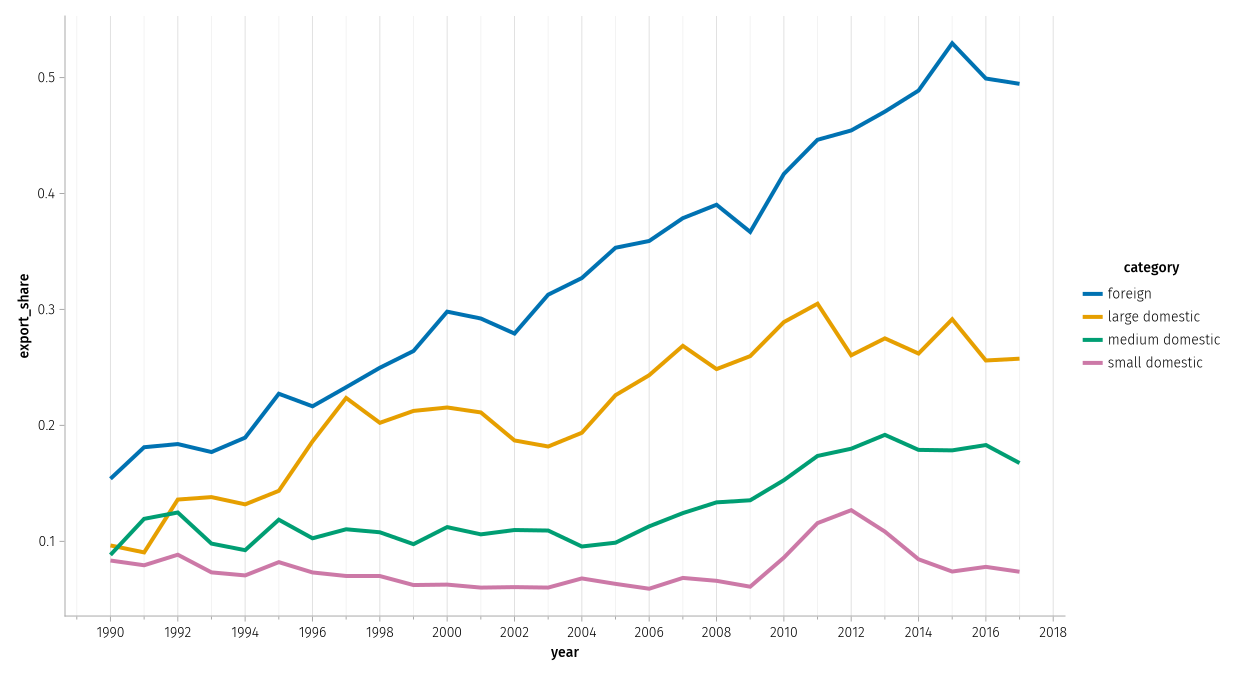 export_share
0.5
0.4
0.3
0.2
0.1
1990 1992 1994 1996 1998 2000 2002 2004 2006 2008 2010 2012 2014 2016 2018
year
category
foreign
large domestic
medium domestic
small domestic